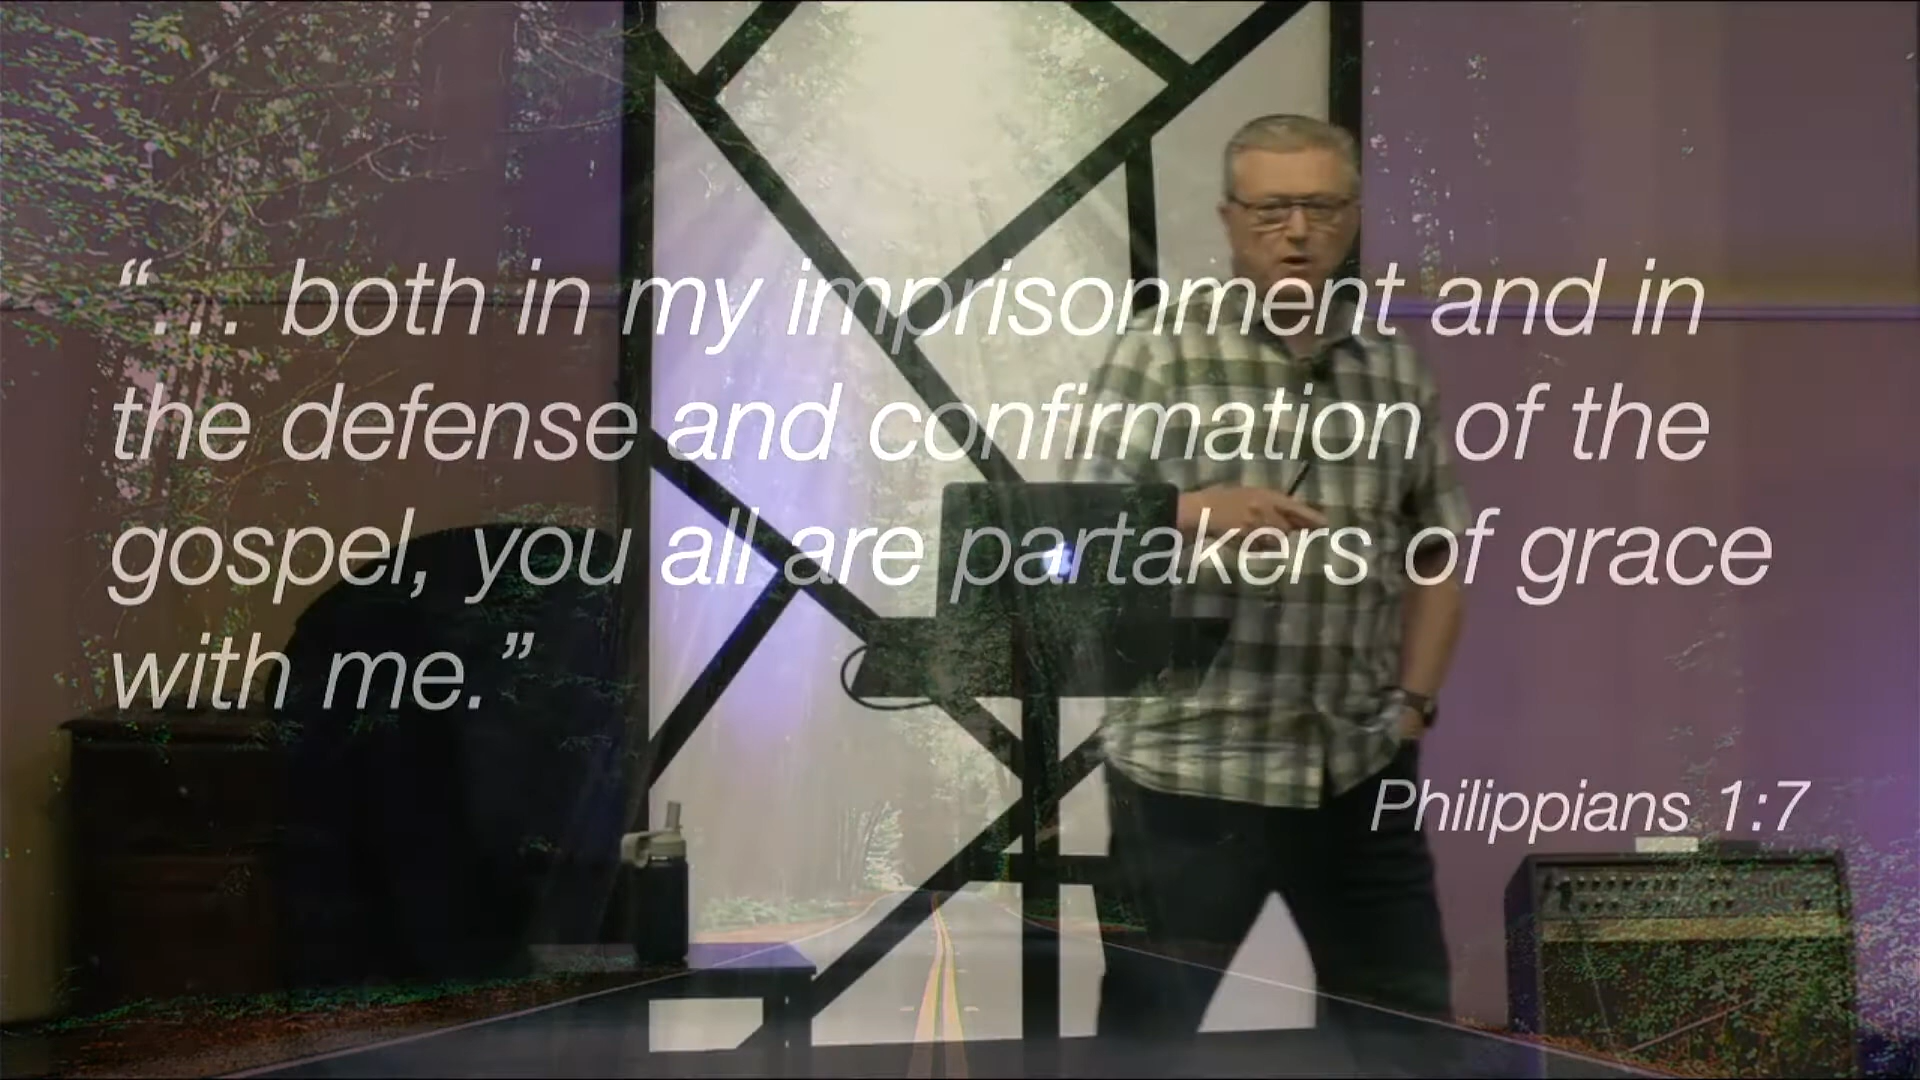 “… both in my imprisonment and in
the defense and confirmation of the
gospel, you all are partakers of grace
with me.”
Philippians 1:7